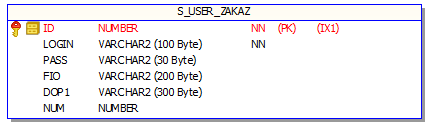 S_USER_ZAKAZ
ID NUMBER NN (PK) (IX1)
LOGIN VARCHAR2 (100 Byte) NN
PASS VARCHAR2 (30 Byte)
FIO VARCHAR2 (200 Byte)
DOP1 VARCHAR2 (300 Byte)
NUM NUMBER